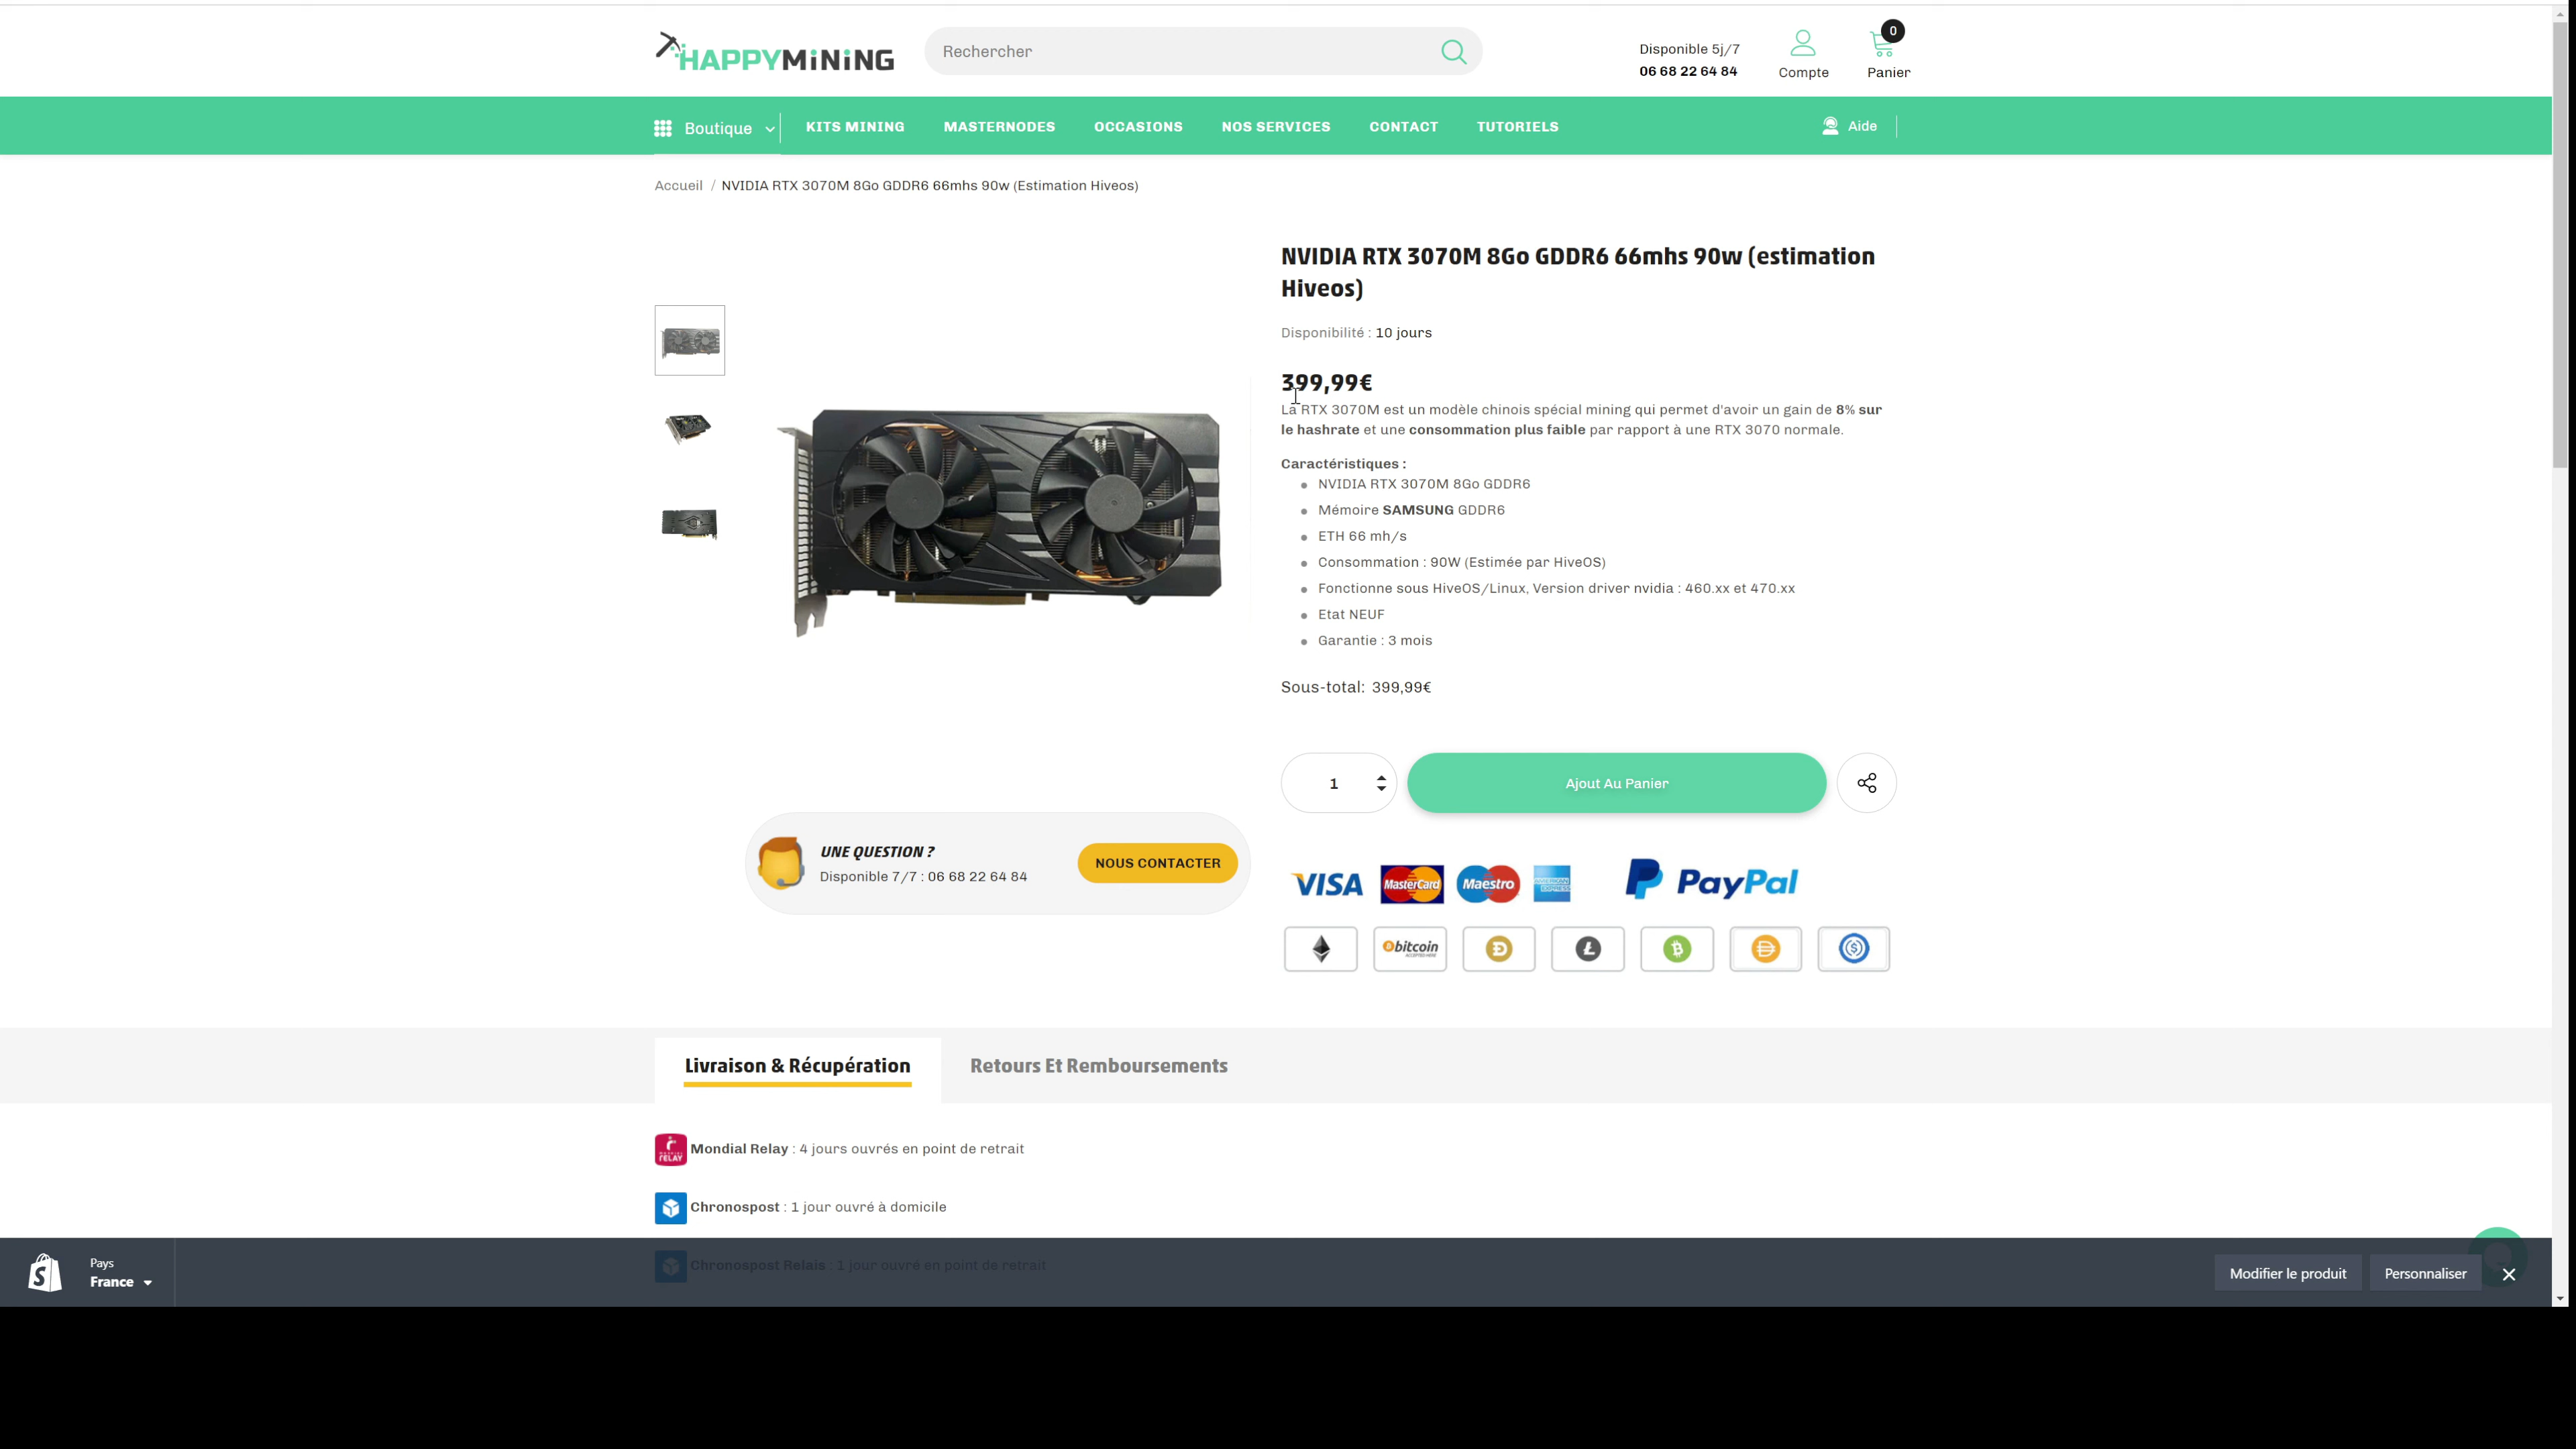 HAPPYMiNiNG
Rechercher
Disponible 5j/7
06 68 22 64 84
Compte
0
Panier
Boutique
KITS MINING
MASTERNODES
OCCASIONS
NOS SERVICES
CONTACT
TUTORIELS
Aide
Accueil / NVIDIA RTX 3070M 8Go GDDR6 66mhs 90w (Estimation Hiveos)
NVIDIA RTX 3070M 8Go GDDR6 66mhs 90w (estimation
Hiveos)
Disponibilité : 10 jours
399,99€
La RTX 3070M est un modèle chinois spécial mining qui permet d'avoir un gain de 8% sur
le hashrate et une consommation plus faible par rapport à une RTX 3070 normale.
Caractéristiques :
NVIDIA RTX 3070M 8Go GDDR6
Mémoire SAMSUNG GDDR6
ETH 66 mh/s
Consommation : 90W (Estimée par HiveOS)
Fonctionne sous HiveOS/Linux, Version driver nvidia : 460.xx et 470.xx
Etat NEUF
Garantie : 3 mois
Sous-total: 399,99€
1
Ajout Au Panier
UNE QUESTION ?
Disponible 7/7 : 06 68 22 64 84
NOUS CONTACTER
VISA
MasterCard
Maestro
AMERICAN EXPRESS
PayPal
bitcoin
ACCEPTED HERE
Livraison & Récupération
Retours Et Remboursements
Mondial Relay : 4 jours ouvrés en point de retrait
Chronospost : 1 jour ouvré à domicile
Chronospost Relais : 1 jour ouvré en point de retrait
Pays
France
Modifier le produit
Personnaliser